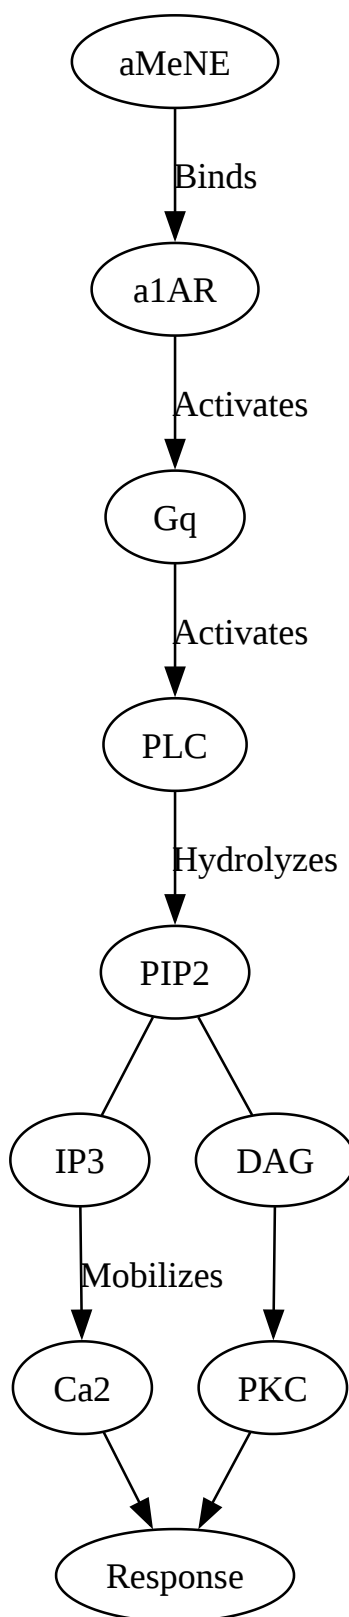 aMeNE
Binds
a1AR
Activates
Gq
Activates
PLC
Hydrolyzes
PIP2
IP3
DAG
Mobilizes
Ca2
PKC
Response